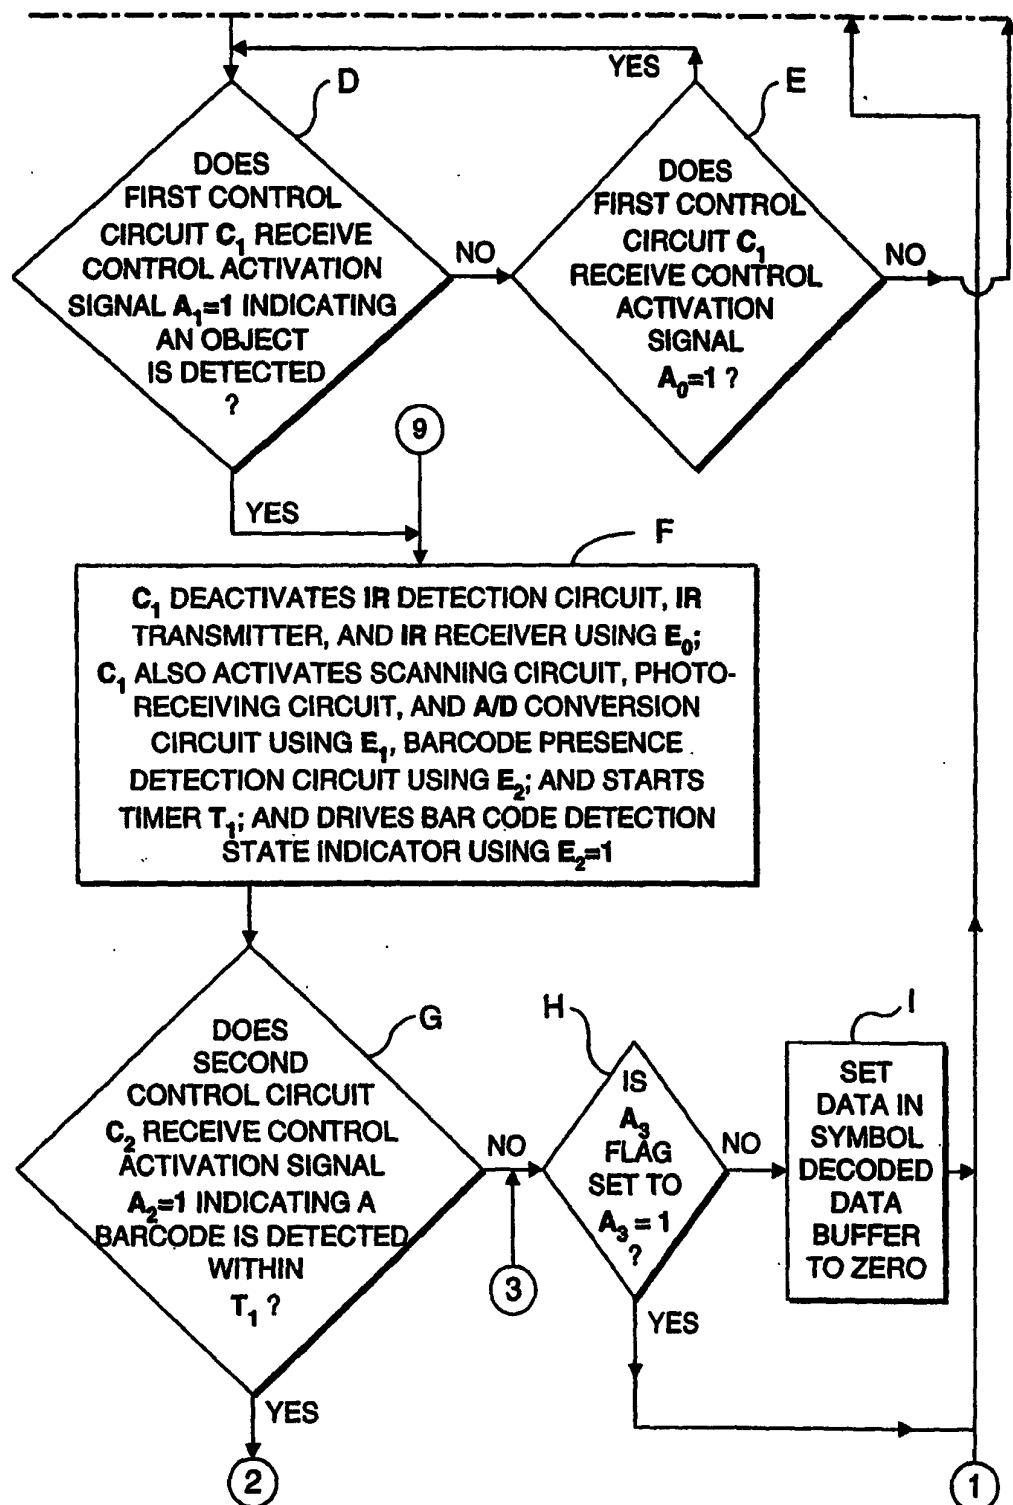 YES
D
E
DOES
FIRST CONTROL
CIRCUIT C1 RECEIVE
CONTROL ACTIVATION
SIGNAL A1=1 INDICATING
AN OBJECT
IS DETECTED
?
NO
DOES
FIRST CONTROL
CIRCUIT C1
RECEIVE CONTROL
ACTIVATION
SIGNAL
A0=1 ?
NO
9
YES
F
C1 DEACTIVATES IR DETECTION CIRCUIT, IR
TRANSMITTER, AND IR RECEIVER USING E0;
C1 ALSO ACTIVATES SCANNING CIRCUIT, PHOTO-
RECEIVING CIRCUIT, AND A/D CONVERSION
CIRCUIT USING E1, BARCODE PRESENCE
DETECTION CIRCUIT USING E2; AND STARTS
TIMER T1; AND DRIVES BAR CODE DETECTION
STATE INDICATOR USING E2=1
G
DOES
SECOND
CONTROL CIRCUIT
C2 RECEIVE CONTROL
ACTIVATION SIGNAL
A2=1 INDICATING A
BARCODE IS DETECTED
WITHIN
T1 ?
NO
3
H
IS
A3
FLAG
SET TO
A3 = 1
?
NO
YES
I
SET
DATA IN
SYMBOL
DECODED
DATA
BUFFER
TO ZERO
YES
2
1